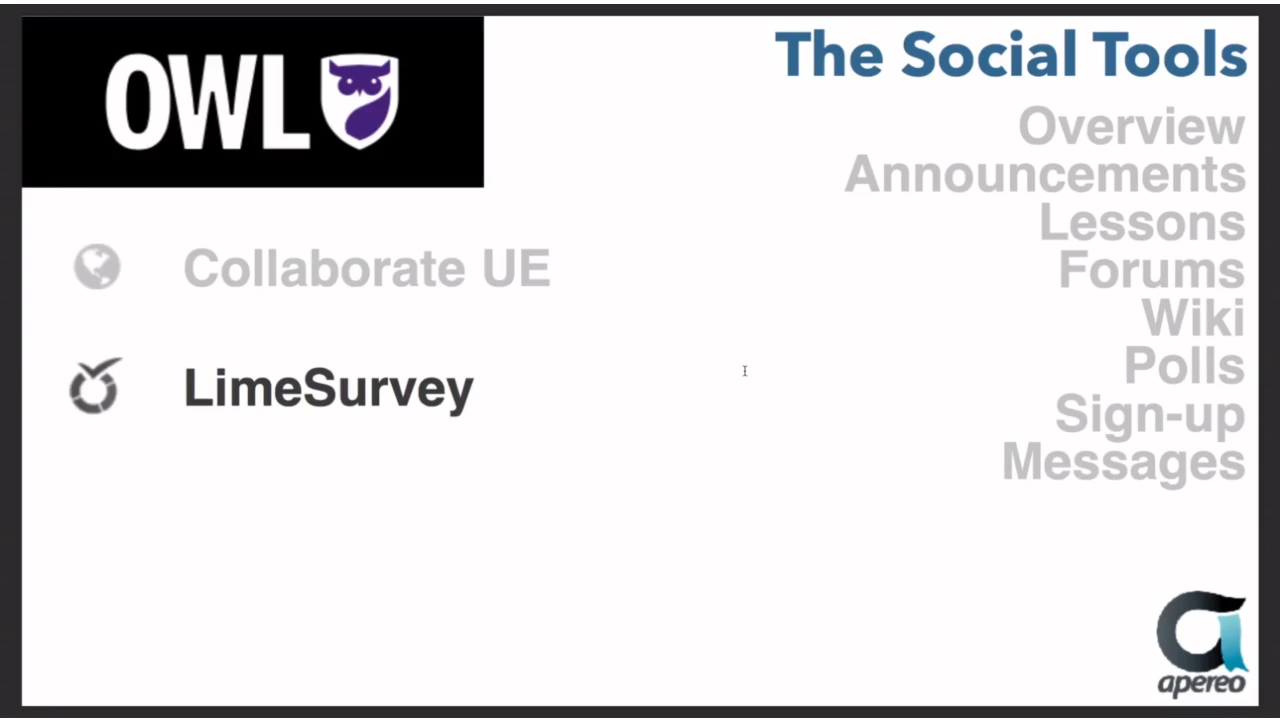 OWL
The Social Tools
Overview
Announcements
Lessons
Forums
Wiki
Polls
Sign-up
Messages
Collaborate UE
LimeSurvey
apereo